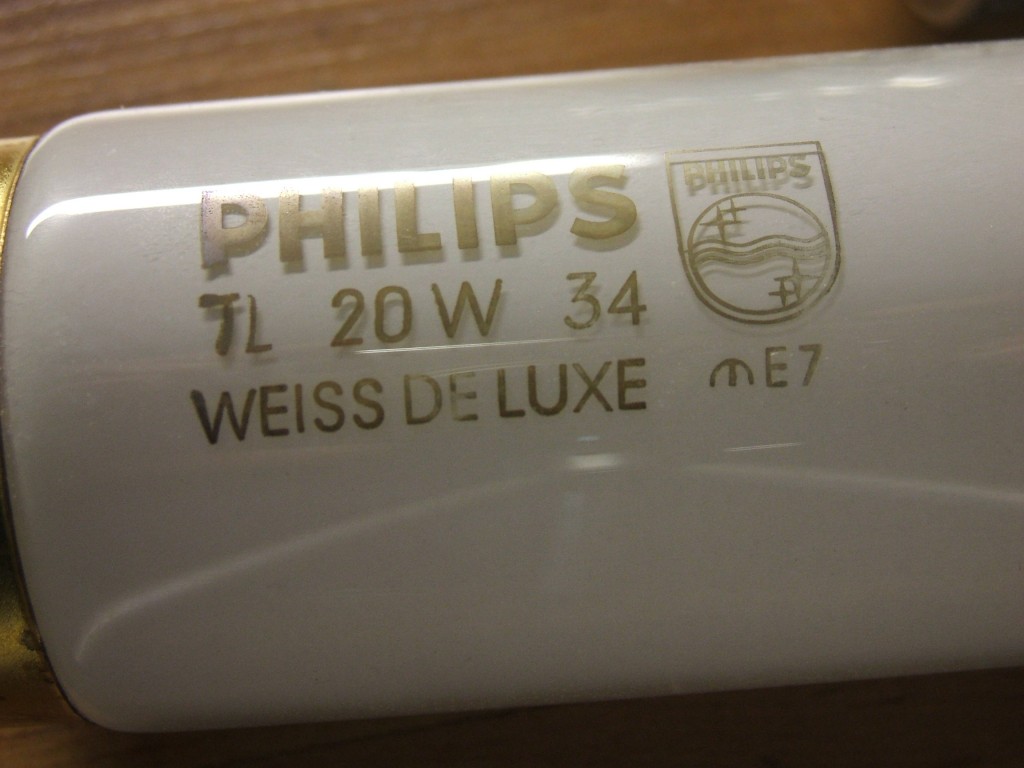 PHILIPS
PHILIPS
TL 20W 34
WEISS DE LUXE
E7